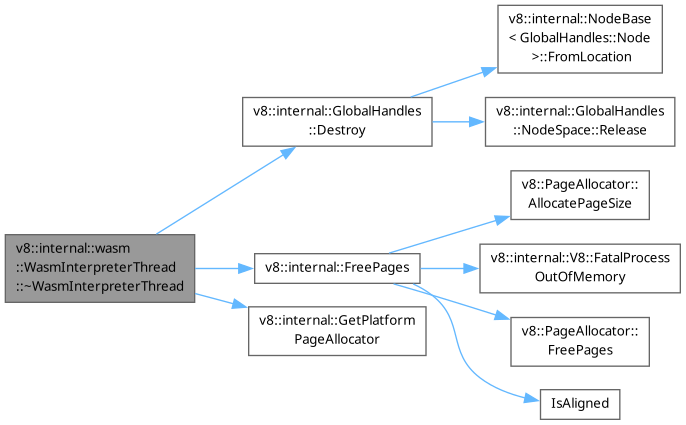 v8::internal::NodeBase
< GlobalHandles::Node
>::FromLocation
v8::internal::GlobalHandles
::Destroy
v8::internal::GlobalHandles
::NodeSpace::Release
v8::PageAllocator::
AllocatePageSize
v8::internal::wasm
::WasmInterpreterThread
::~WasmInterpreterThread
v8::internal::FreePages
v8::internal::V8::FatalProcess
OutOfMemory
v8::internal::GetPlatform
PageAllocator
v8::PageAllocator::
FreePages
IsAligned